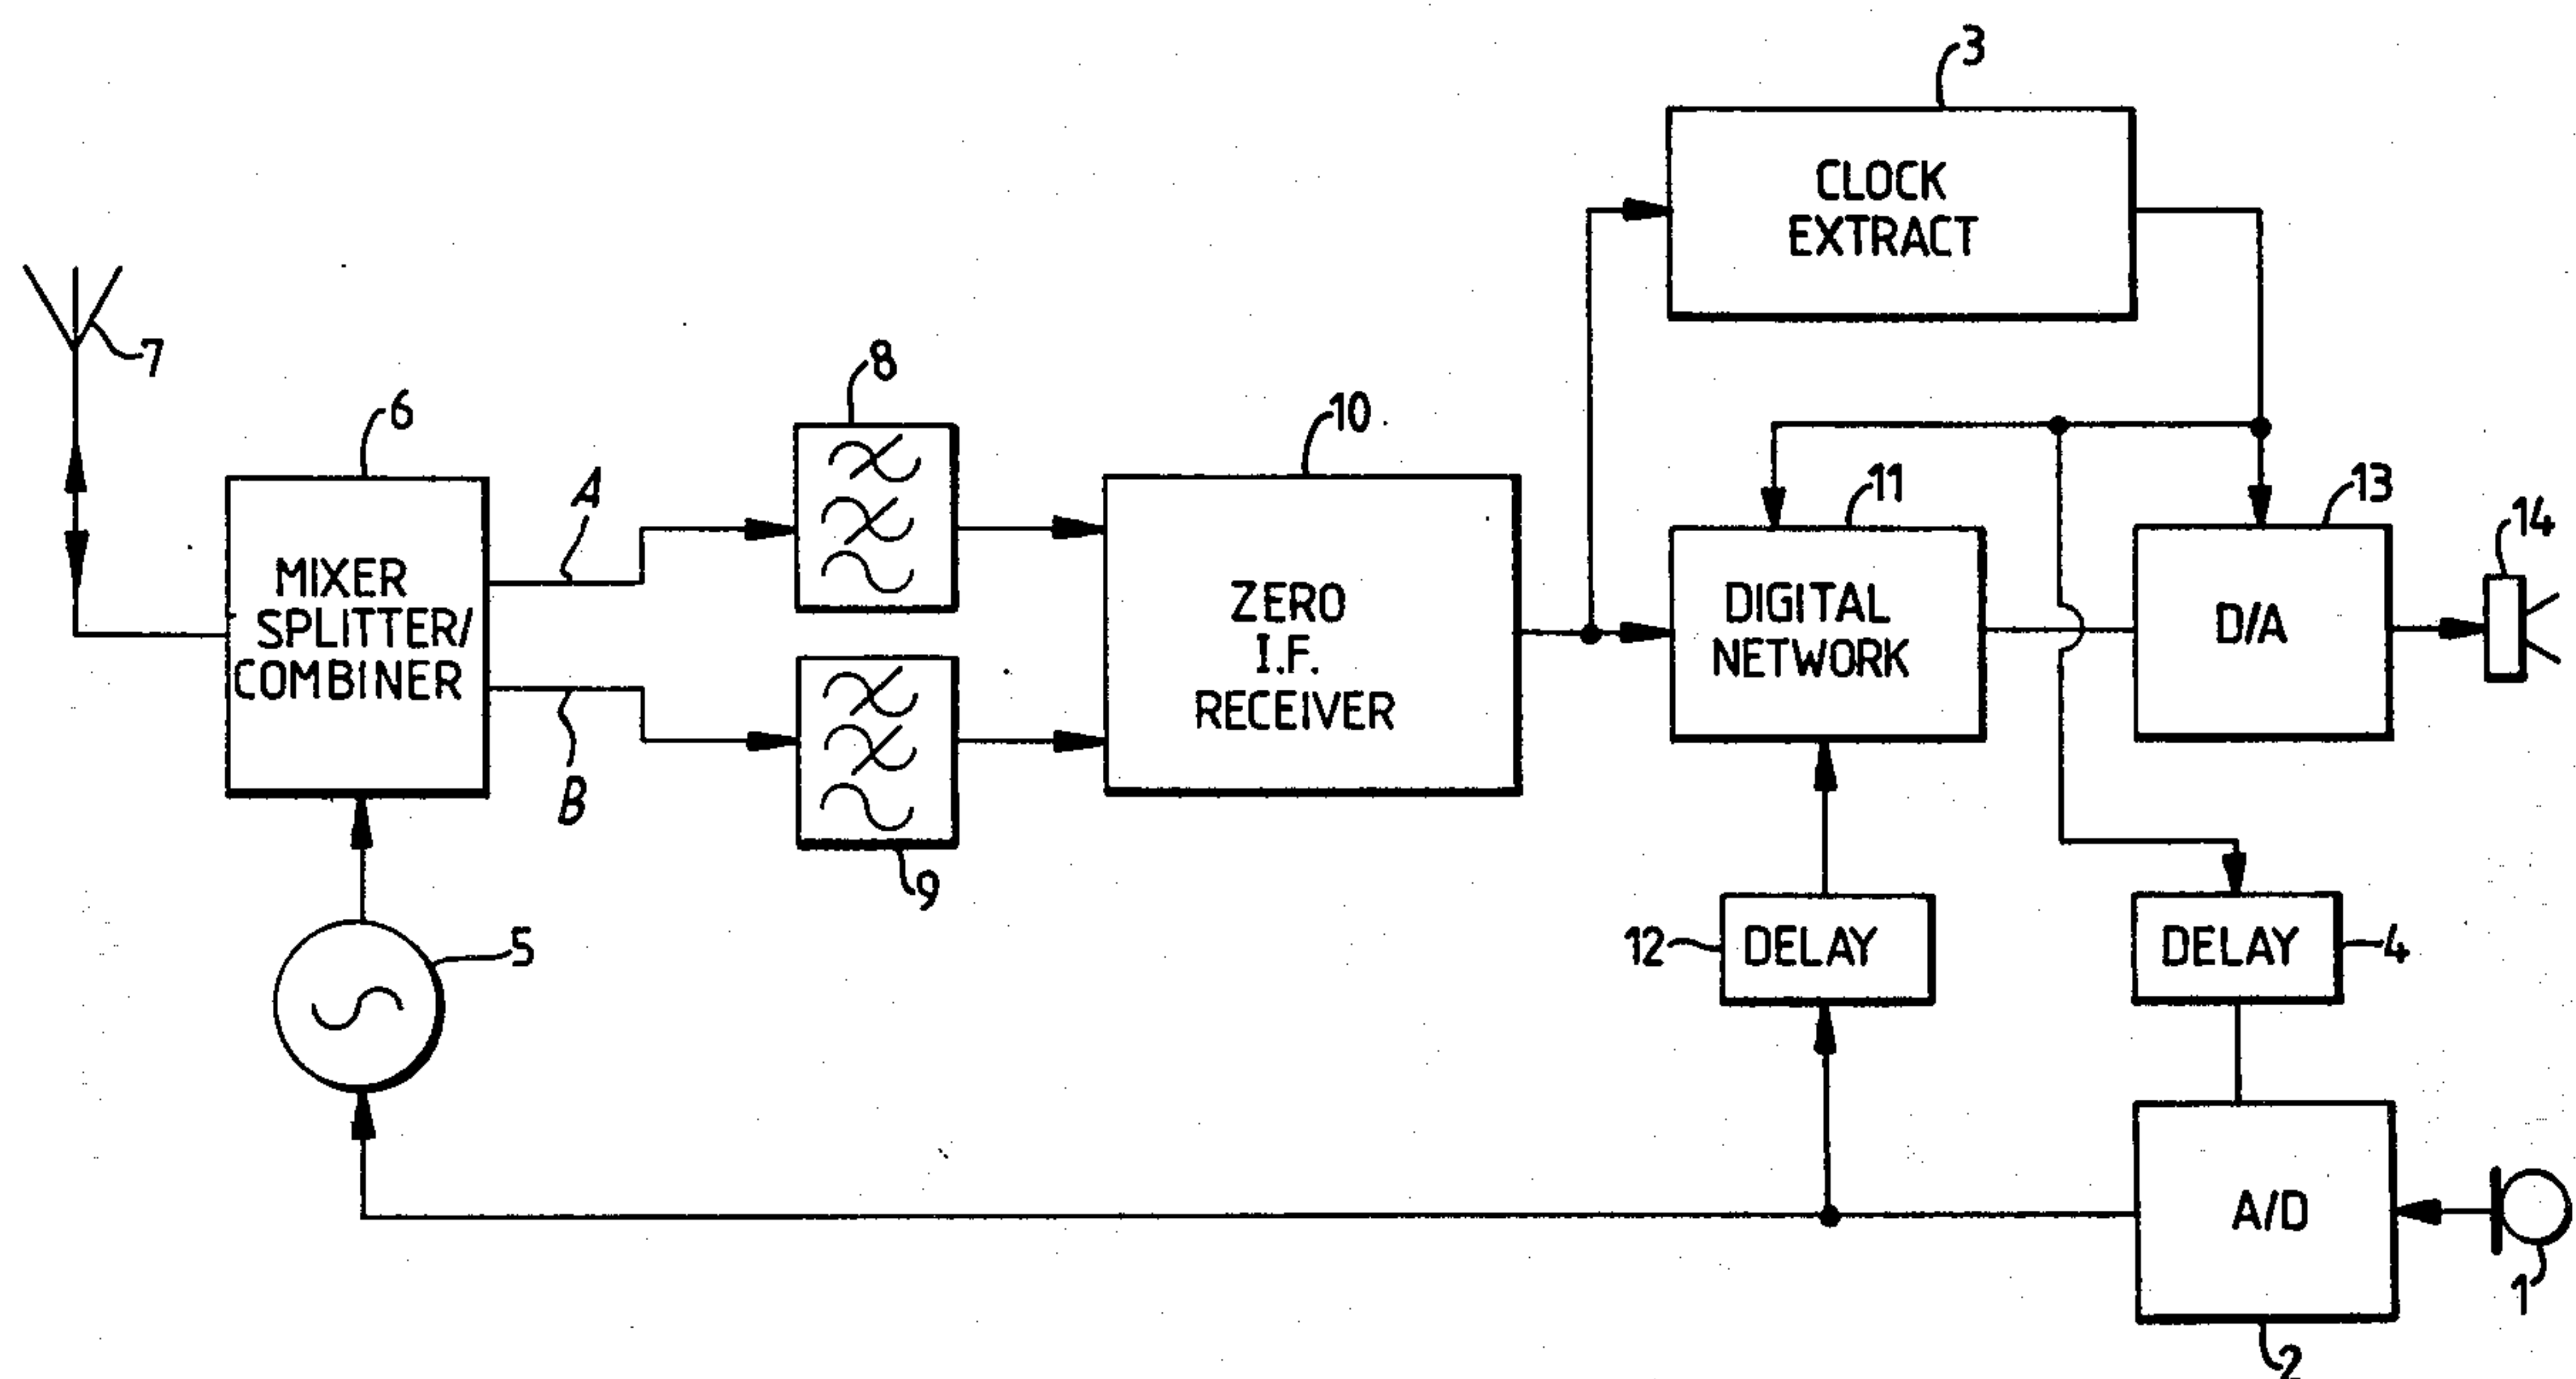 3
CLOCK
EXTRACT
7
8
6
10
A
11
13
14
MIXER
SPLITTER/
COMBINER
ZERO
I.F.
RECEIVER
DIGITAL
NETWORK
D/A
B
9
5
12
DELAY
DELAY
4
A/D
1
2